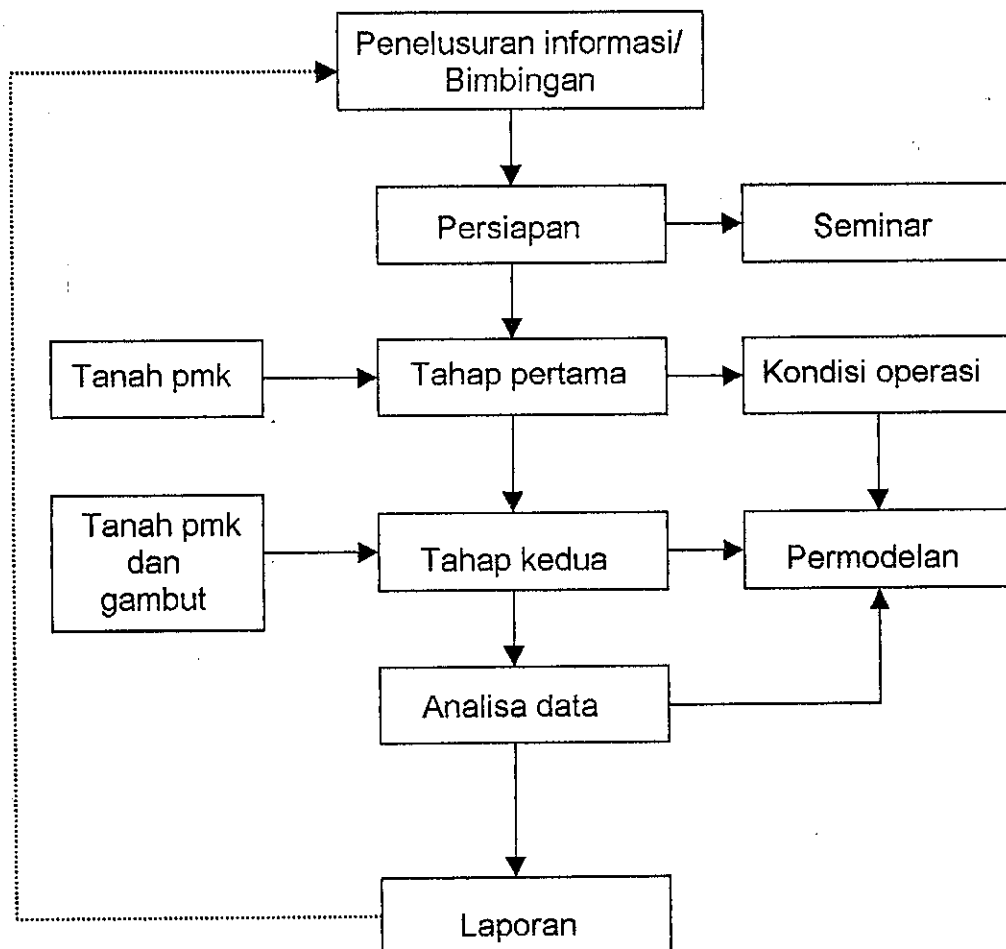 Penelusuran informasi/
Bimbingan
Persiapan
Seminar
Tanah pmk
Tahap pertama
Kondisi operasi
Tanah pmk
dan
gambut
Tahap kedua
Permodelan
Analisa data
Laporan